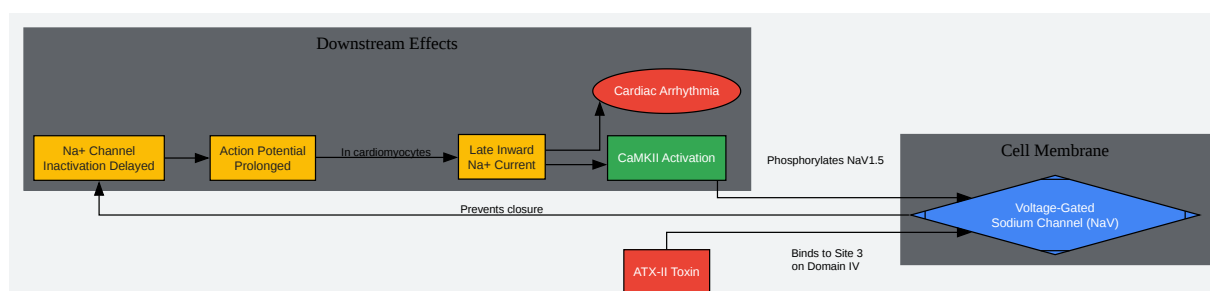 Downstream Effects
Cardiac Arrhythmia
Na+ Channel
Inactivation Delayed
Action Potential
Prolonged
In cardiomyocytes
Late Inward
Na+ Current
CaMKII Activation
Phosphorylates NaV1.5
Cell Membrane
Voltage-Gated
Sodium Channel (NaV)
Prevents closure
Binds to Site 3
on Domain IV
ATX-II Toxin